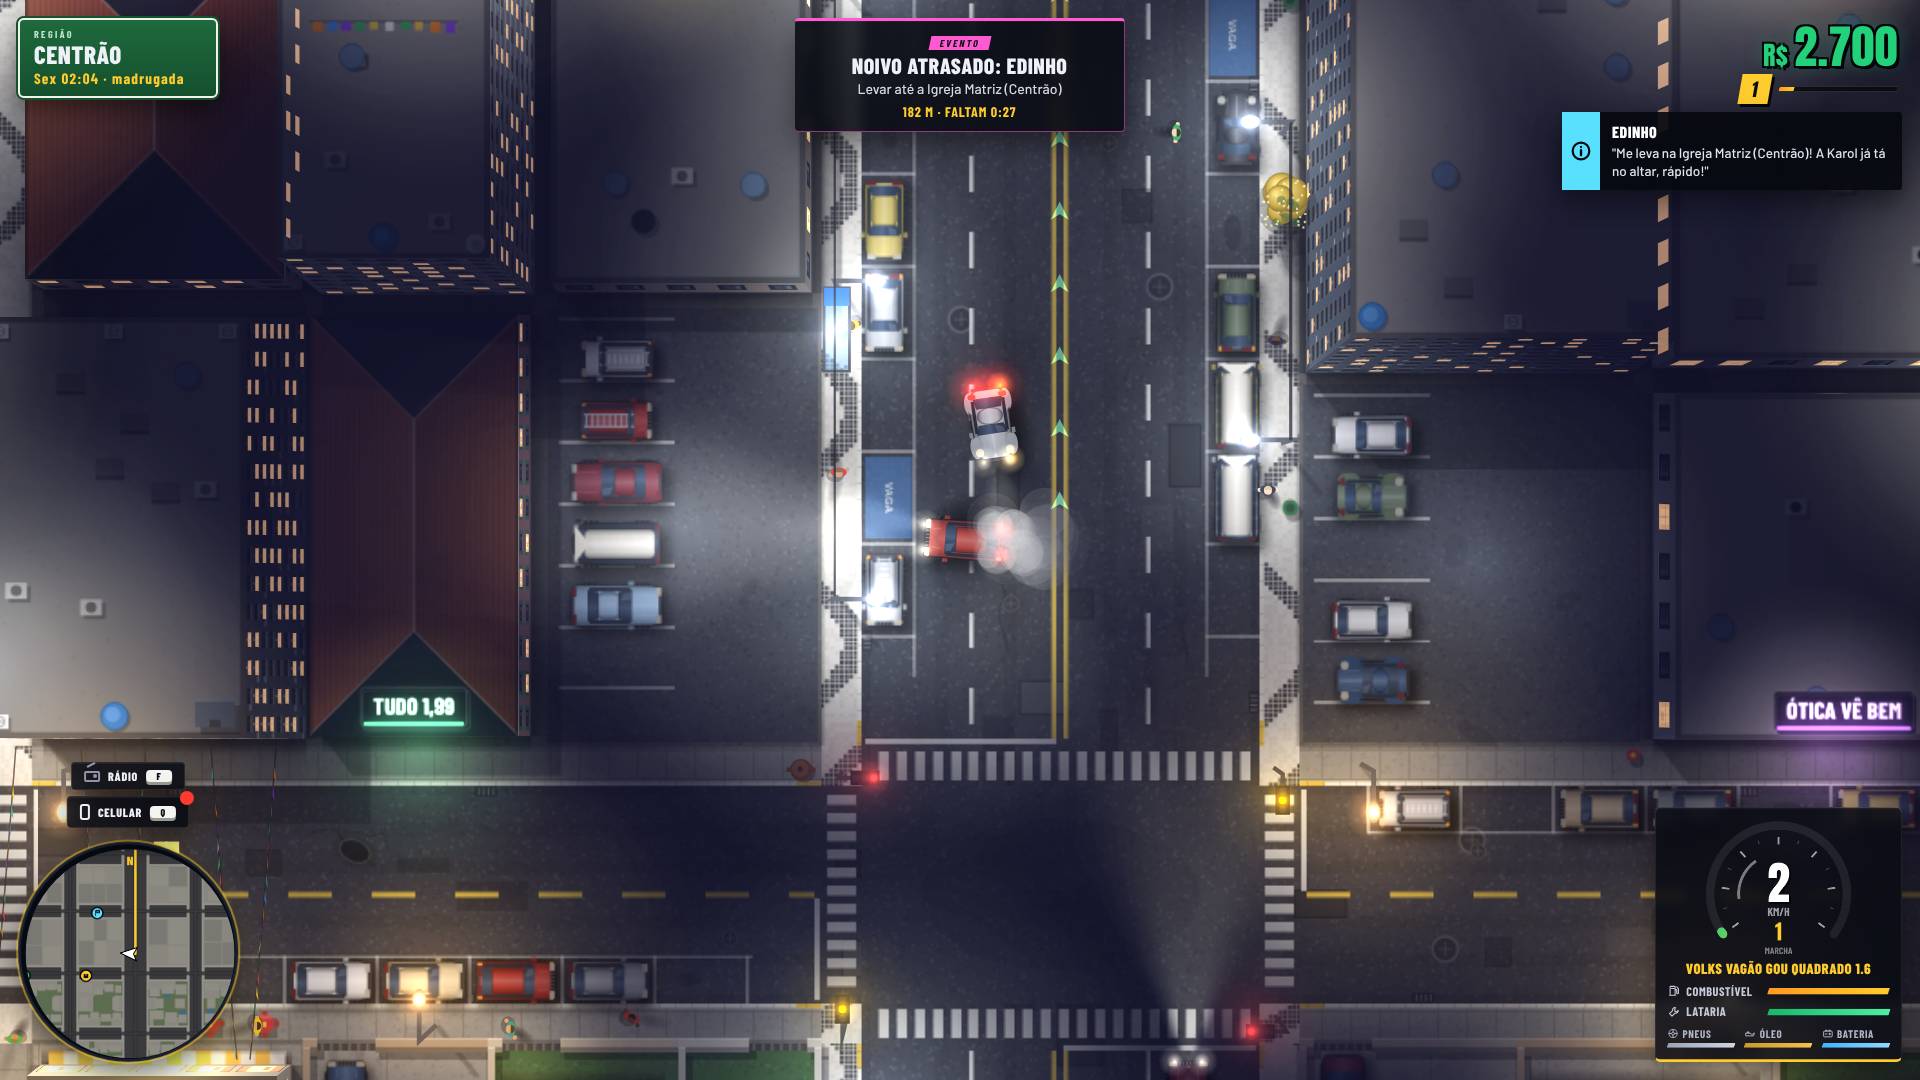 REGIÃO
CENTRÃO
Sex 02:04 · madrugada
EVENTO
NOIVO ATRASADO: EDINHO
Levar até a Igreja Matriz (Centrão)
182 M · FALTAM 0:27
R$ 2.700
1
EDINHO
"Me leva na Igreja Matriz (Centrão)! A Karol já tá
no altar, rápido!"
VAGA
VAGA
TUDO 1,99
ÓTICA VÊ BEM
RÁDIO F
CELULAR Q
N
2
KM/H
1
MARCHA
VOLKS VAGÃO GOU QUADRADO 1.6
COMBUSTÍVEL
LATARIA
PNEUS ÓLEO BATERIA